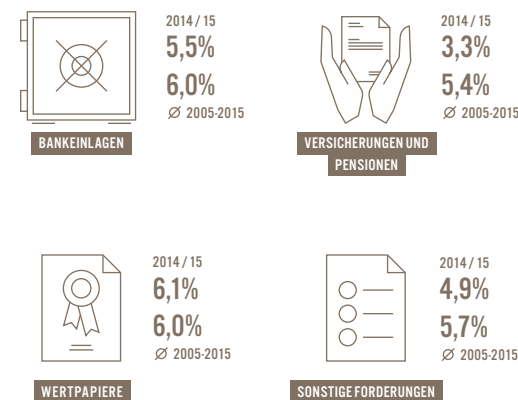 2014 / 15
5,5%
6,0%
Ø 2005-2015
BANKEINLAGEN
2014 / 15
3,3%
5,4%
Ø 2005-2015
VERSICHERUNGEN UND
PENSIONEN
2014 / 15
6,1%
6,0%
Ø 2005-2015
WERTPAPIERE
2014 / 15
4,9%
5,7%
Ø 2005-2015
SONSTIGE FORDERUNGEN